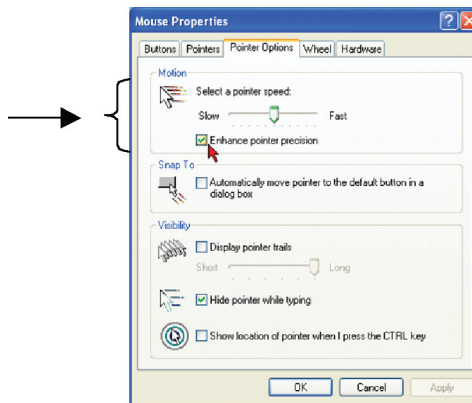 Mouse Properties
Buttons Pointers Pointer Options Wheel Hardware
Motion
Select a pointer speed:
Slow Fast
Enhance pointer precision
Snap To
Automatically move pointer to the default button in a
dialog box
Visibility
Display pointer trails
Short Long
Hide pointer while typing
Show location of pointer when I press the CTRL key
OK Cancel Apply